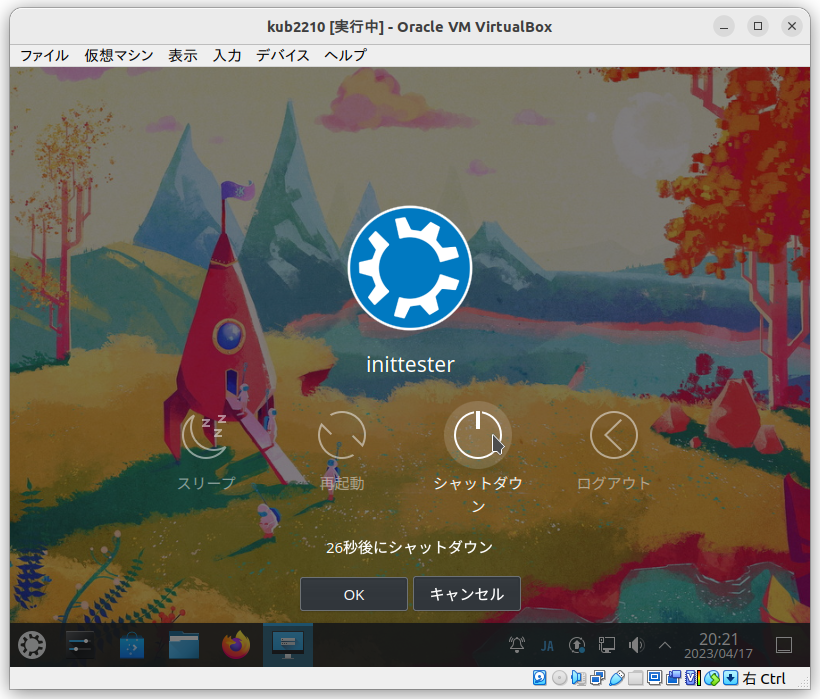 kub2210 [実行中] - Oracle VM VirtualBox
ファイル 仮想マシン 表示 入力 デバイス ヘルプ
inittester
z z z
スリープ 再起動 シャットダウ ログアウト
ン
26秒後にシャットダウン
OK キャンセル
JA 20:21
2023/04/17
右 Ctrl